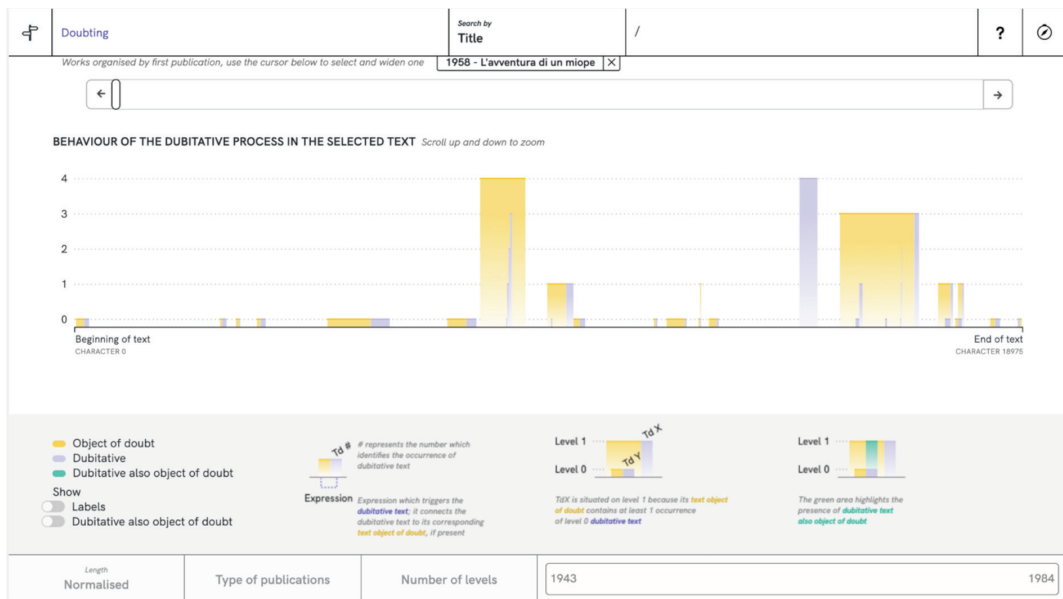 Doubting
Search by
Title
/
?
Works organised by first publication, use the cursor below to select and widen one
1958 - L'avventura di un miope
BEHAVIOUR OF THE DUBITATIVE PROCESS IN THE SELECTED TEXT Scroll up and down to zoom
4
3
2
1
0
Beginning of text
CHARACTER 0
End of text
CHARACTER 18975
Object of doubt
Dubitative
Dubitative also object of doubt
Show
Labels
Dubitative also object of doubt
Td #
Expression
# represents the number which
identifies the occurrence of
dubitative text
Expression which triggers the
dubitative text; it connects the
dubitative text to its corresponding
text object of doubt, if present
Level 1
Level 0
Td X
Td Y
TdX is situated on level 1 because its text object
of doubt contains at least 1 occurrence
of level 0 dubitative text
Level 1
Level 0
The green area highlights the
presence of dubitative text
also object of doubt
Length
Normalised
Type of publications
Number of levels
1943
1984